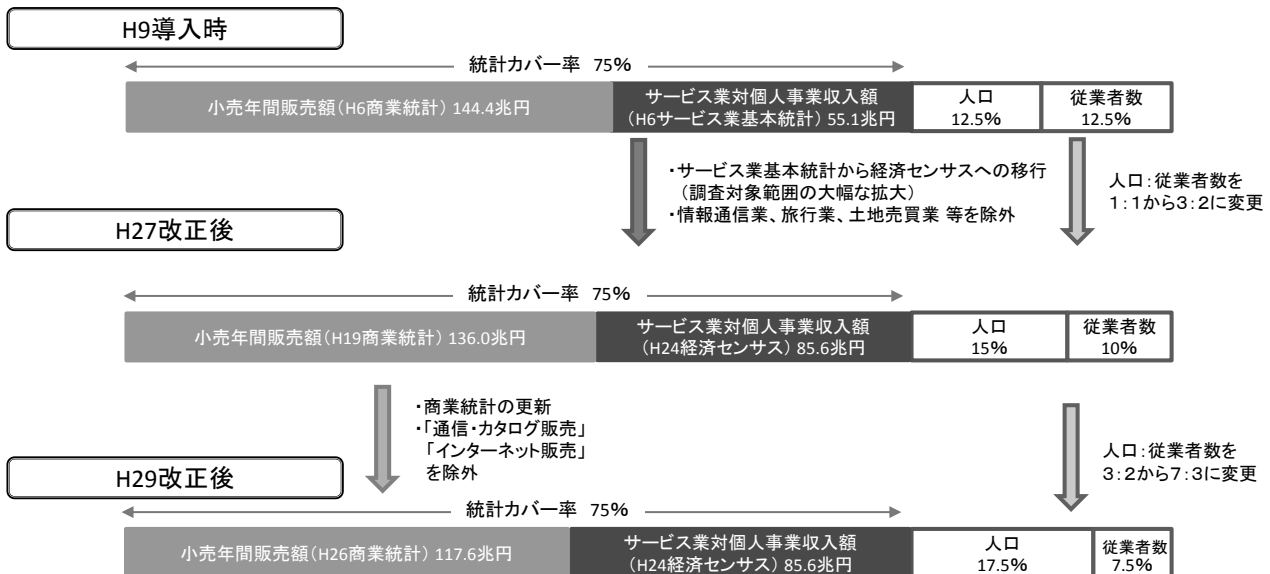 H9導入時
統計カバー率 75%
小売年間販売額(H6商業統計) 144.4兆円
サービス業対個人事業収入額
(H6サービス業基本統計) 55.1兆円
人口
12.5%
従業者数
12.5%
・サービス業基本統計から経済センサスへの移行
(調査対象範囲の大幅な拡大)
・情報通信業、旅行業、土地売買業 等を除外
人口:従業者数を
1:1から3:2に変更
H27改正後
統計カバー率 75%
小売年間販売額(H19商業統計) 136.0兆円
サービス業対個人事業収入額
(H24経済センサス) 85.6兆円
人口
15%
従業者数
10%
・商業統計の更新
・「通信・カタログ販売」
「インターネット販売」
を除外
人口:従業者数を
3:2から7:3に変更
H29改正後
統計カバー率 75%
小売年間販売額(H26商業統計) 117.6兆円
サービス業対個人事業収入額
(H24経済センサス) 85.6兆円
人口
17.5%
従業者数
7.5%